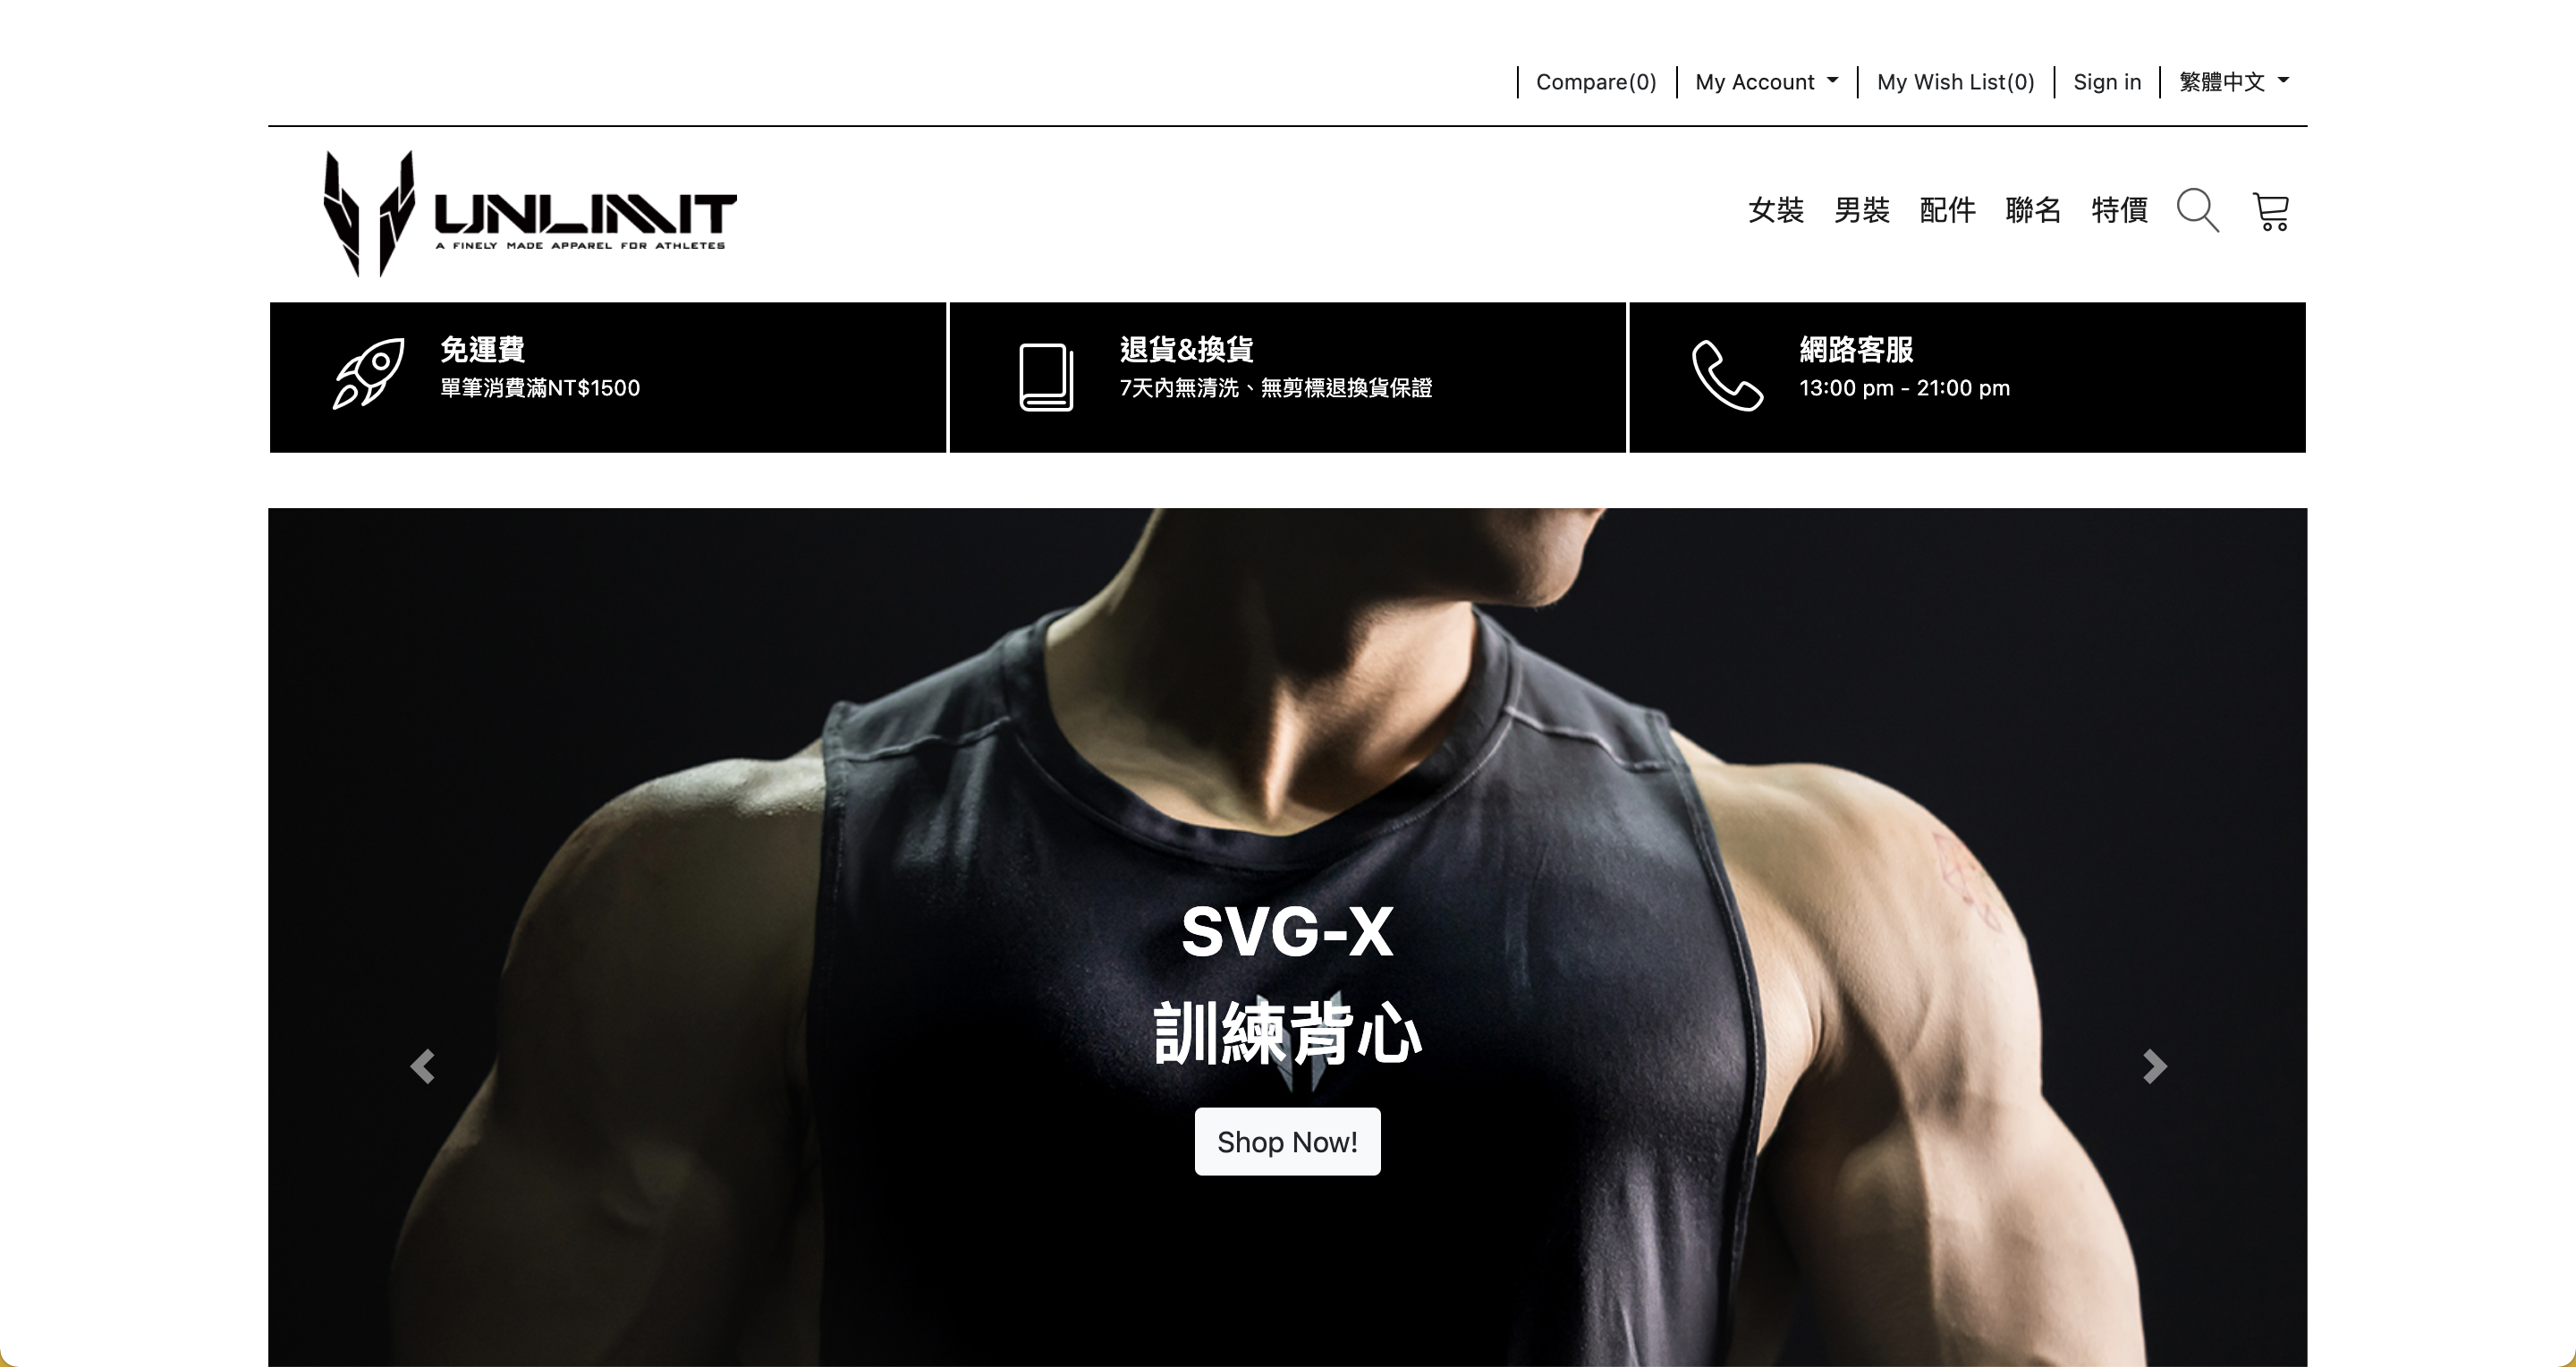 Compare(0) My Account My Wish List(0) Sign in 繁體中文
UNLIMIT
A FINELY MADE APPAREL FOR ATHLETES
女裝 男裝 配件 聯名 特價
免運費
單筆消費滿NT$1500
退貨&換貨
7天內無清洗、無剪標退換貨保證
網路客服
13:00 pm - 21:00 pm
SVG-X
訓練背心
Shop Now!